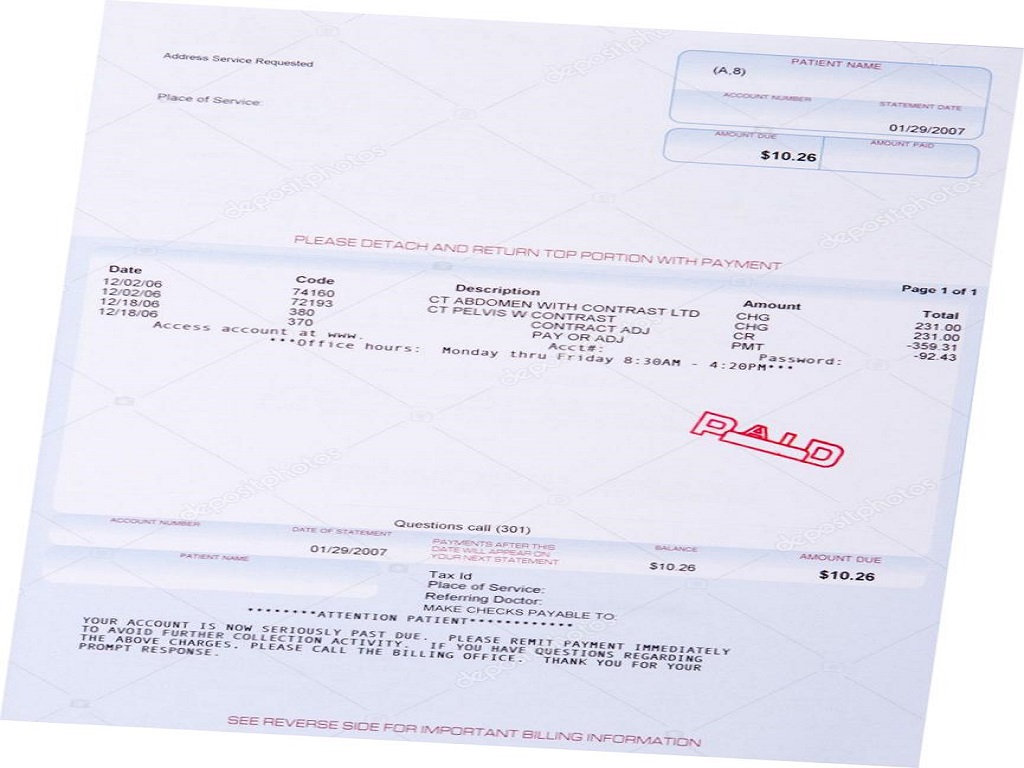 Address Service Requested
Place of Service:
PATIENT NAME
(A,8)
ACCOUNT NUMBER STATEMENT DATE
01/29/2007
AMOUNT DUE AMOUNT PAID
$10.26
PLEASE DETACH AND RETURN TOP PORTION WITH PAYMENT
Page 1 of 1
Date Code Description Amount Total
12/02/06 74160 CT ABDOMEN WITH CONTRAST LTD CHG 231.00
12/02/06 72193 CT PELVIS W CONTRAST CHG 231.00
12/18/06 380 CONTRACT ADJ CR -359.31
12/18/06 370 PAY OR ADJ PMT -92.43
Access account at www. Acct#: Password:
***Office hours: Monday thru Friday 8:30AM - 4:20PM***
PAID
Questions call (301)
ACCOUNT NUMBER DATE OF STATEMENT PAYMENTS AFTER THIS BALANCE AMOUNT DUE
DATE WILL APPEAR ON
YOUR NEXT STATEMENT
01/29/2007 $10.26 $10.26
PATIENT NAME
Tax Id
Place of Service:
Referring Doctor:
MAKE CHECKS PAYABLE TO:
********ATTENTION PATIENT************
YOUR ACCOUNT IS NOW SERIOUSLY PAST DUE. PLEASE REMIT PAYMENT IMMEDIATELY
TO AVOID FURTHER COLLECTION ACTIVITY. IF YOU HAVE QUESTIONS REGARDING
THE ABOVE CHARGES. PLEASE CALL THE BILLING OFFICE. THANK YOU FOR YOUR
PROMPT RESPONSE.
SEE REVERSE SIDE FOR IMPORTANT BILLING INFORMATION
depositphotos